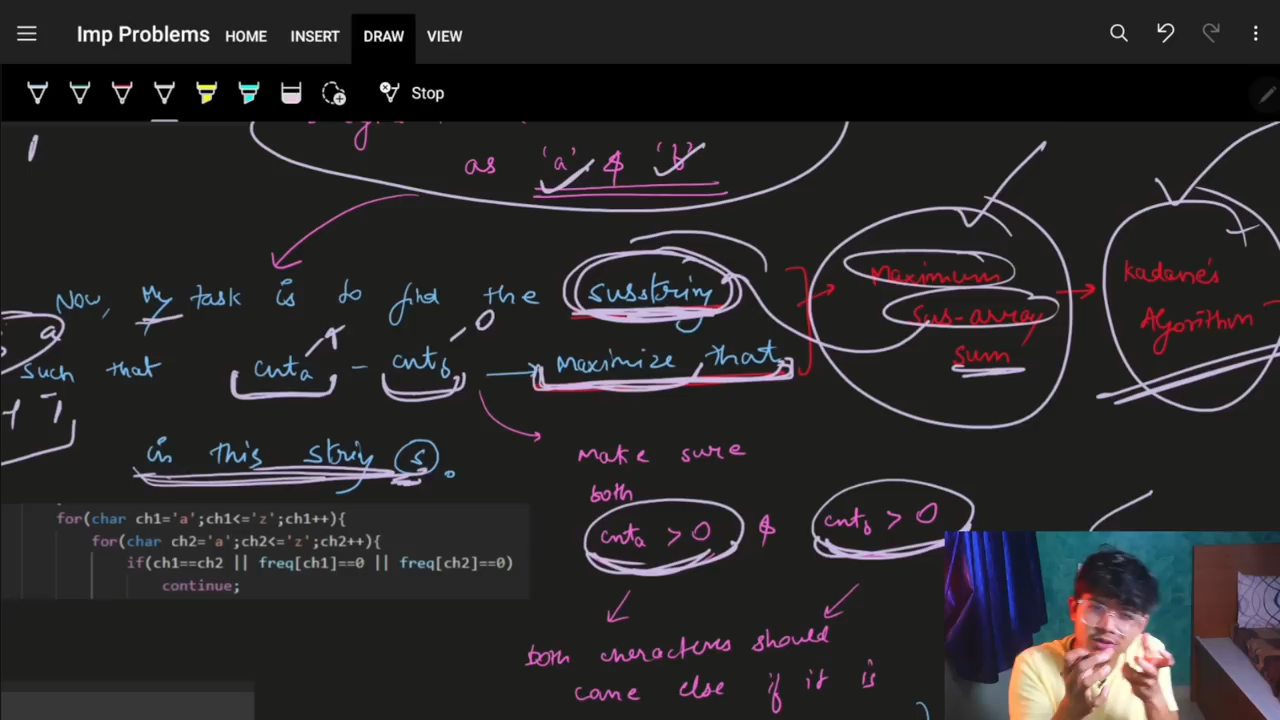 Imp Problems HOME INSERT DRAW VIEW
Stop
as 'a' & 'b'
Now, My task is to find the susstring
such that cnta - cntb → maximize that
in this string s.
Maximum
sus-array
sum
Kadane's
Algorithm
make sure
both
cnta > 0 & cntb > 0
both characters should
come else if it is
for(char ch1='a';ch1<='z';ch1++){
for(char ch2='a';ch2<='z';ch2++){
if(ch1==ch2 || freq[ch1]==0 || freq[ch2]==0)
continue;